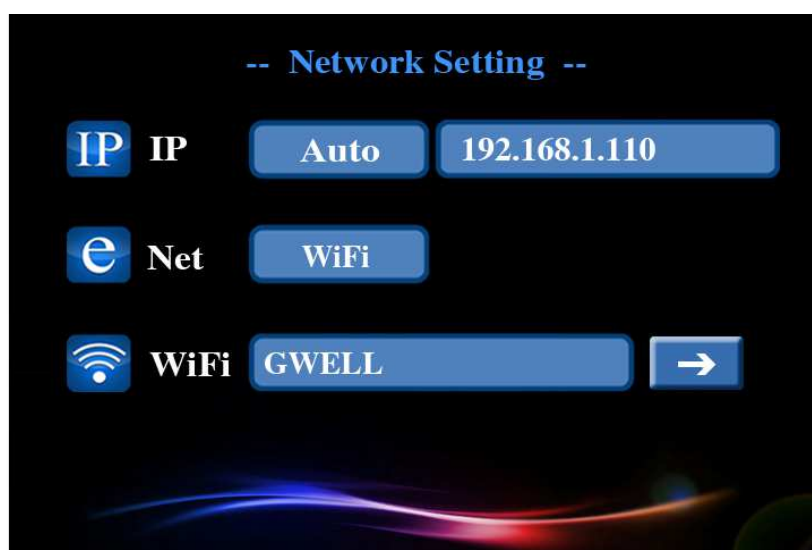 -- Network Setting --
IP IP Auto 192.168.1.110
e Net WiFi
WiFi GWELL